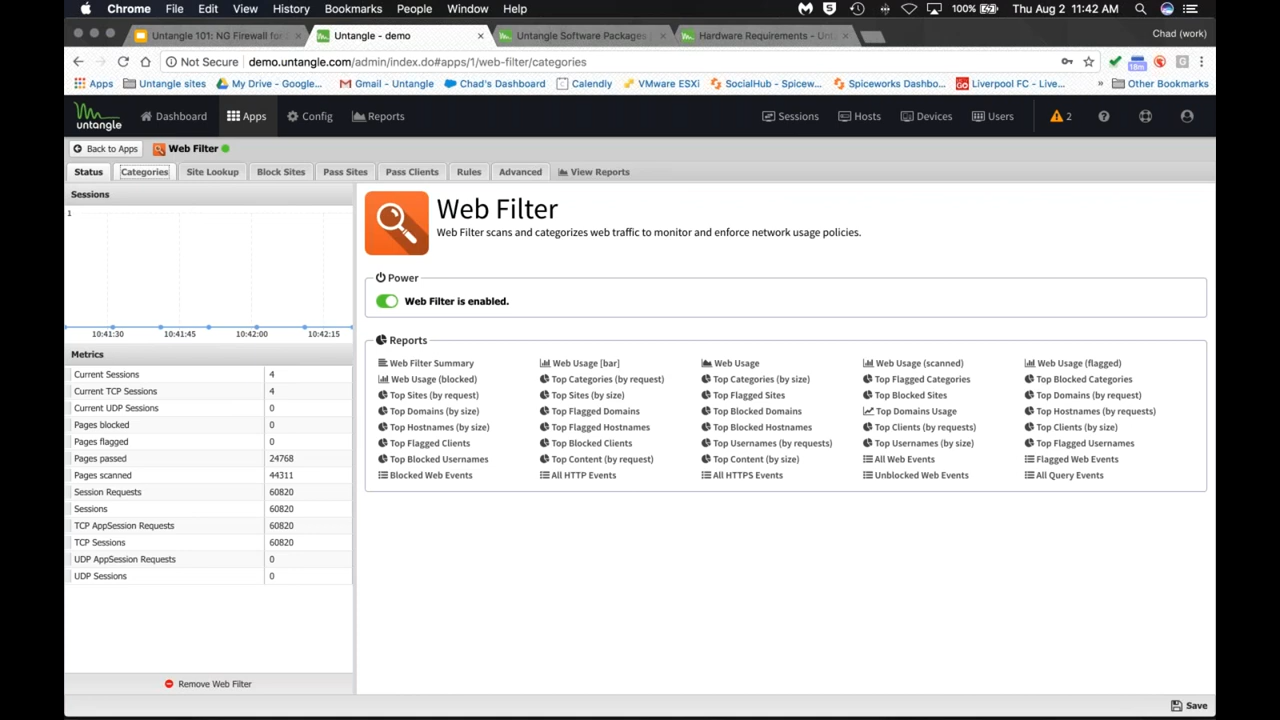 Chrome File Edit View History Bookmarks People Window Help 100% Thu Aug 2 11:42 AM
Untangle 101: NG Firewall for Untangle - demo Untangle Software Packages Hardware Requirements - Unt Chad (work)
Not Secure demo.untangle.com/admin/index.do#apps/1/web-filter/categories
Apps Untangle sites My Drive - Google... Gmail - Untangle Chad's Dashboard Calendly VMware ESXi SocialHub - Spicew... Spiceworks Dashbo... Liverpool FC - Live... » Other Bookmarks
untangle Dashboard Apps Config Reports Sessions Hosts Devices Users 2
Back to Apps Web Filter
Status Categories Site Lookup Block Sites Pass Sites Pass Clients Rules Advanced View Reports
Sessions
1
10:41:30 10:41:45 10:42:00 10:42:15
Metrics
Current Sessions 4
Current TCP Sessions 4
Current UDP Sessions 0
Pages blocked 0
Pages flagged 0
Pages passed 24768
Pages scanned 44311
Session Requests 60820
Sessions 60820
TCP AppSession Requests 60820
TCP Sessions 60820
UDP AppSession Requests 0
UDP Sessions 0
Remove Web Filter
Web Filter
Web Filter scans and categorizes web traffic to monitor and enforce network usage policies.
Power
Web Filter is enabled.
Reports
Web Filter Summary Web Usage [bar] Web Usage Web Usage (scanned) Web Usage (flagged)
Web Usage (blocked) Top Categories (by request) Top Categories (by size) Top Flagged Categories Top Blocked Categories
Top Sites (by request) Top Sites (by size) Top Flagged Sites Top Blocked Sites Top Domains (by request)
Top Domains (by size) Top Flagged Domains Top Blocked Domains Top Domains Usage Top Hostnames (by requests)
Top Hostnames (by size) Top Flagged Hostnames Top Blocked Hostnames Top Clients (by requests) Top Clients (by size)
Top Flagged Clients Top Blocked Clients Top Usernames (by requests) Top Usernames (by size) Top Flagged Usernames
Top Blocked Usernames Top Content (by request) Top Content (by size) All Web Events Flagged Web Events
Blocked Web Events All HTTP Events All HTTPS Events Unblocked Web Events All Query Events
Save